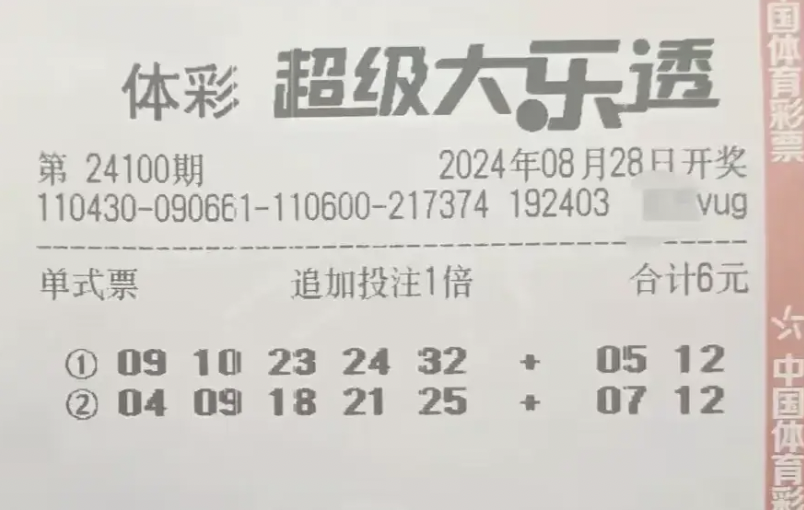 体彩 超级大乐透
第 24100期 2024年08月28日开奖
110430-090661-110600-217374 192403 vug
单式票 追加投注1倍 合计6元
① 09 10 23 24 32 + 05 12
② 04 09 18 21 25 + 07 12
国体育彩票
中国体育彩